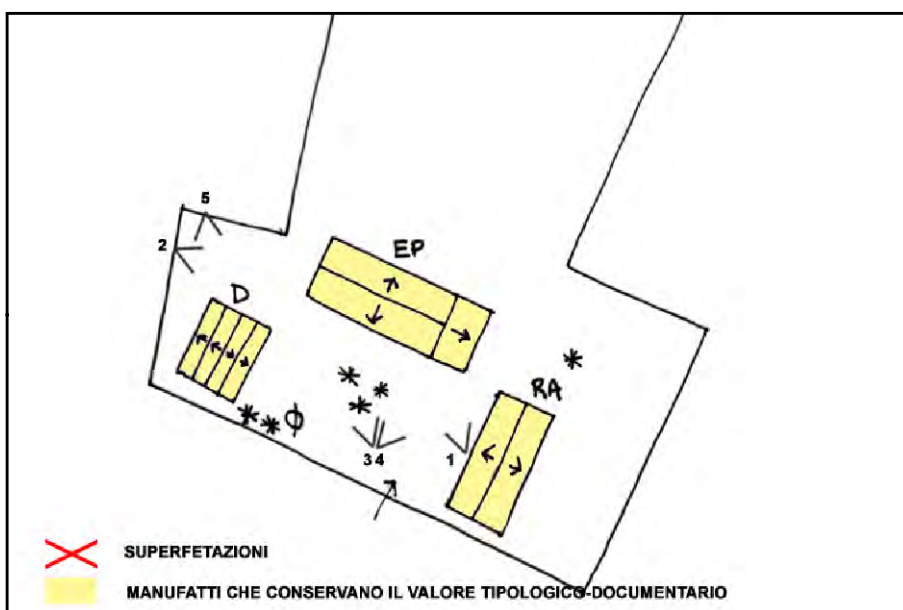 5
2
EP
D
RA
3 4
1
SUPERFETAZIONI
MANUFATTI CHE CONSERVANO IL VALORE TIPOLOGICO-DOCUMENTARIO